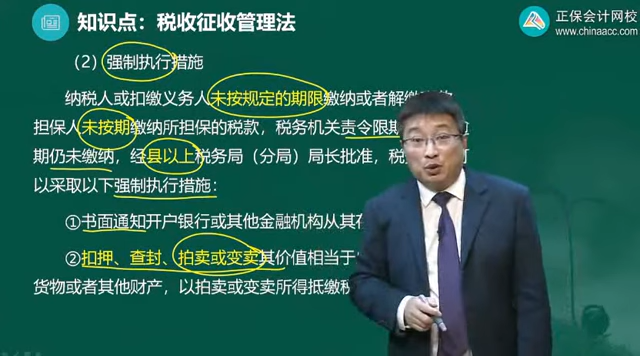 知识点：税收征收管理法
正保会计网校
www.chinaacc.com
（2）强制执行措施
纳税人或扣缴义务人未按规定的期限缴纳或者解缴
担保人未按期缴纳所担保的税款，税务机关责令限期
期仍未缴纳，经县以上税务局（分局）局长批准，税
以采取以下强制执行措施：
①书面通知开户银行或其他金融机构从其存
②扣押、查封、拍卖或变卖其价值相当于
货物或者其他财产，以拍卖或变卖所得抵缴税